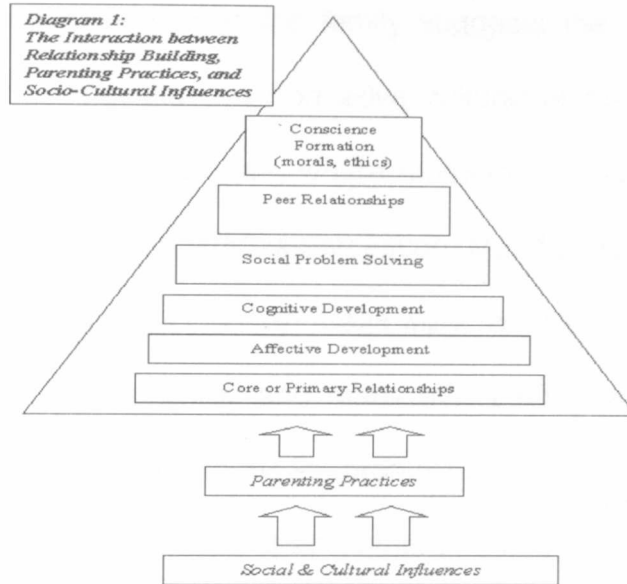 Diagram 1:
The Interaction between
Relationship Building,
Parenting Practices, and
Socio-Cultural Influences
Conscience
Formation
(morals, ethics)
Peer Relationships
Social Problem Solving
Cognitive Development
Affective Development
Core or Primary Relationships
Parenting Practices
Social & Cultural Influences